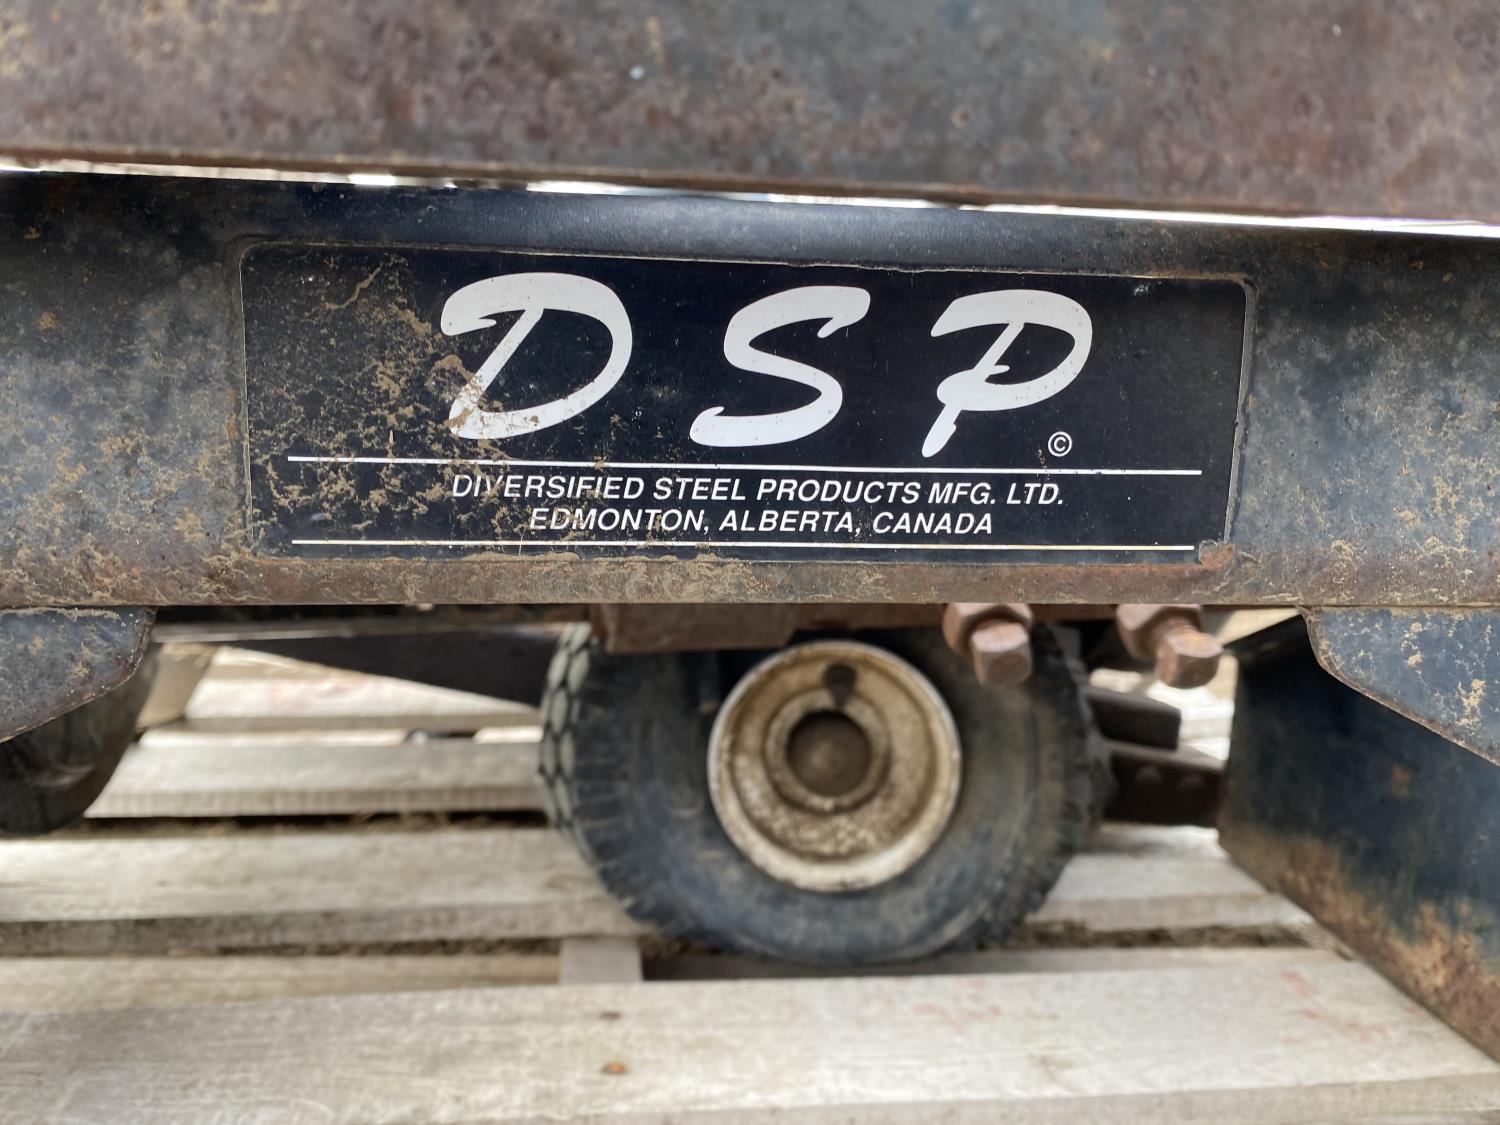 DSP ©
DIVERSIFIED STEEL PRODUCTS MFG. LTD.
EDMONTON, ALBERTA, CANADA